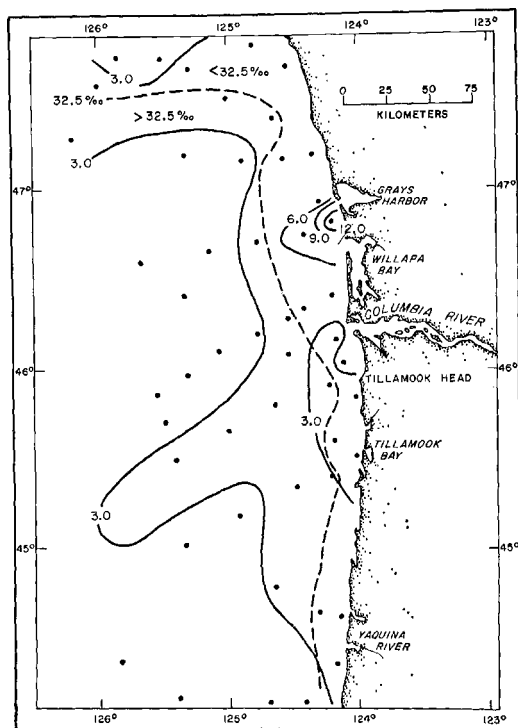 126° 125° 124° 123°
3.0
<32.5‰
32.5‰
>32.5‰
0 25 50 75
KILOMETERS
3.0
47° 47°
GRAYS
HARBOR
6.0
9.0
12.0
WILLAPA
BAY
COLUMBIA RIVER
46° 46°
TILLAMOOK HEAD
3.0
TILLAMOOK
BAY
3.0
45° 45°
YAQUINA
RIVER
126° 125° 124° 123°